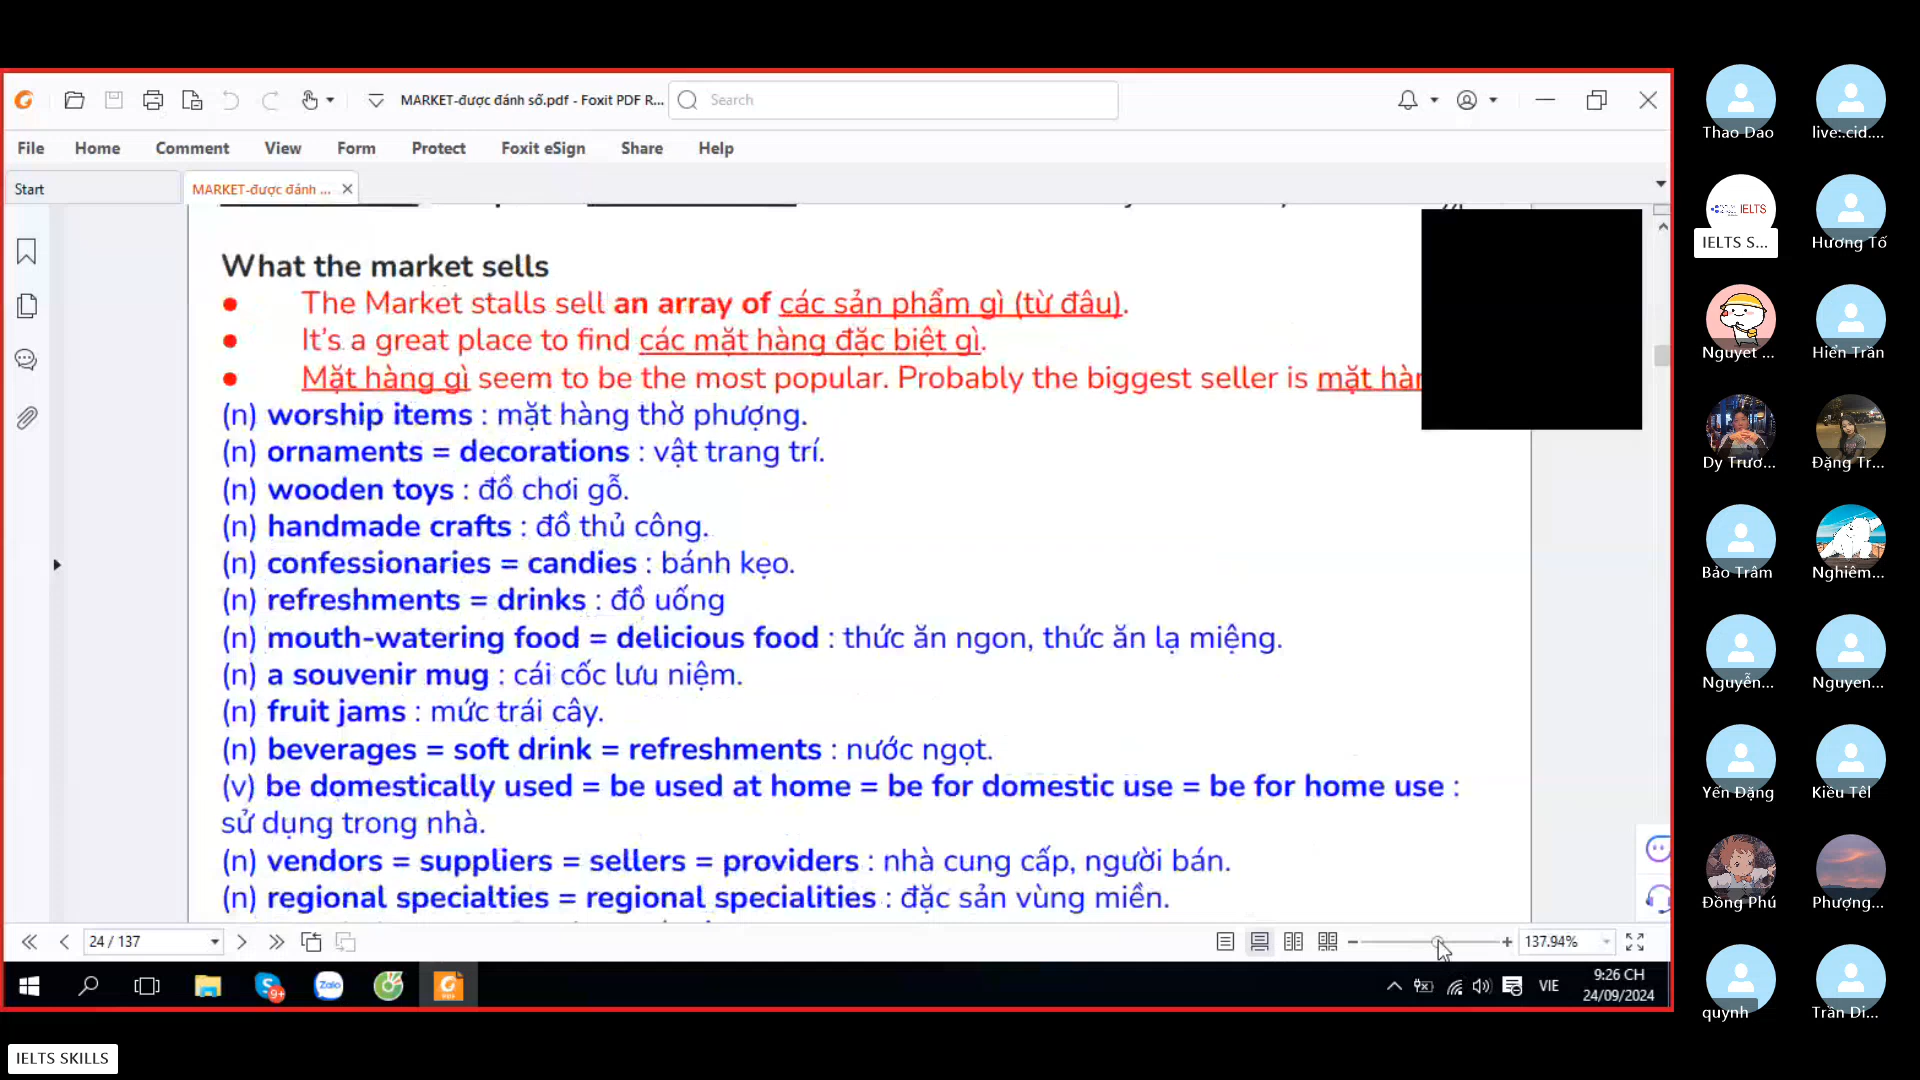 MARKET-được đánh số.pdf - Foxit PDF R...
Search
File Home Comment View Form Protect Foxit eSign Share Help
Start
MARKET-được đánh ...
What the market sells
● The Market stalls sell an array of các sản phẩm gì (từ đâu).
● It's a great place to find các mặt hàng đặc biệt gì.
● Mặt hàng gì seem to be the most popular. Probably the biggest seller is mặt
(n) worship items : mặt hàng thờ phượng.
(n) ornaments = decorations : vật trang trí.
(n) wooden toys : đồ chơi gỗ.
(n) handmade crafts : đồ thủ công.
(n) confessionaries = candies : bánh kẹo.
(n) refreshments = drinks : đồ uống
(n) mouth-watering food = delicious food : thức ăn ngon, thức ăn lạ miệng.
(n) a souvenir mug : cái cốc lưu niệm.
(n) fruit jams : mức trái cây.
(n) beverages = soft drink = refreshments : nước ngọt.
(v) be domestically used = be used at home = be for domestic use = be for home use :
sử dụng trong nhà.
(n) vendors = suppliers = sellers = providers : nhà cung cấp, người bán.
(n) regional specialties = regional specialities : đặc sản vùng miền.
24 / 137
137.94%
9+
Zalo
PDF
VIE
9:26 CH
24/09/2024
IELTS SKILLS
Thao Dao
live:.cid....
IELTS
IELTS S...
Hương Tố
Nguyet ...
Hiển Trần
Dy Trươ...
Đặng Tr...
Bảo Trâm
Nghiêm...
Nguyễn...
Nguyen...
Yến Đặng
Kiều Têl
Đồng Phú
Phượng...
quynh
Trần Di...